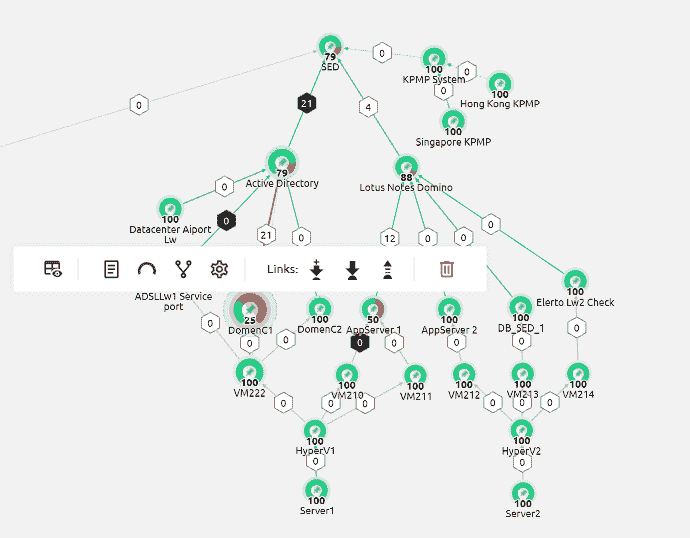 79
SED
0
100
KPMP System
0
0
100
Hong Kong KPMP
0
21
4
100
Singapore KPMP
79
Active Directory
88
Lotus Notes Domino
0
100
Datacenter Aiport
Lw
0
21
0
12
0
0
0
Links:
ADSLLw1 Service
port
100
Elerto Lw2 Check
25
DomenC1
100
DomenC2
50
AppServer 1
100
AppServer 2
100
DB_SED_1
0
0
0
0
0
0
0
0
100
VM222
100
VM210
100
VM211
100
VM212
100
VM213
100
VM214
0
0
0
0
0
0
100
HyperV1
100
HyperV2
0
0
100
Server1
100
Server2